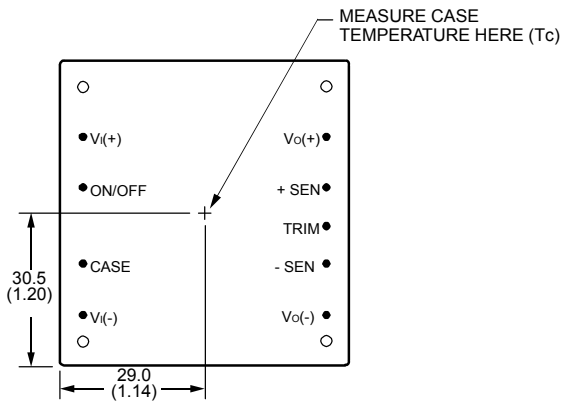 MEASURE CASE
TEMPERATURE HERE (Tc)
VI(+)
VO(+)
ON/OFF
+ SEN
TRIM
CASE
- SEN
30.5
(1.20)
VI(-)
VO(-)
29.0
(1.14)